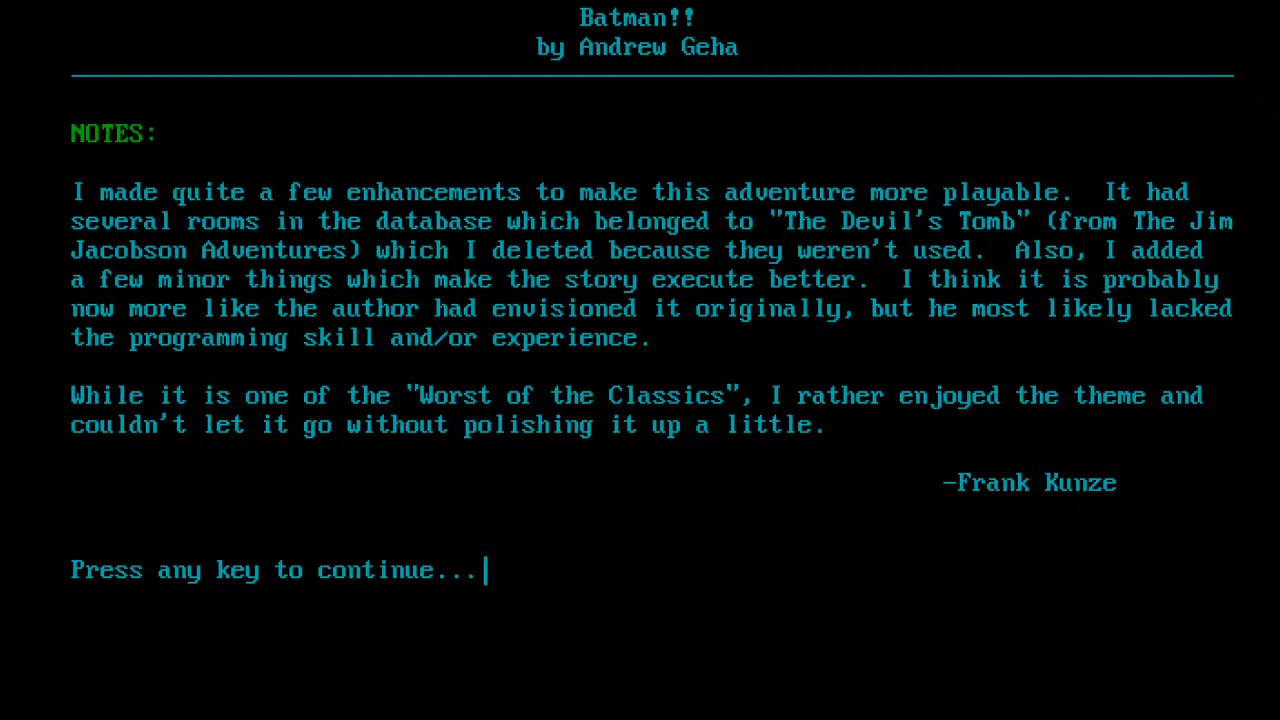 Batman!!
by Andrew Geha
NOTES:
I made quite a few enhancements to make this adventure more playable.  It had
several rooms in the database which belonged to "The Devil's Tomb" (from The Jim
Jacobson Adventures) which I deleted because they weren't used.  Also, I added
a few minor things which make the story execute better.  I think it is probably
now more like the author had envisioned it originally, but he most likely lacked
the programming skill and/or experience.
While it is one of the "Worst of the Classics", I rather enjoyed the theme and
couldn't let it go without polishing it up a little.
-Frank Kunze
Press any key to continue...